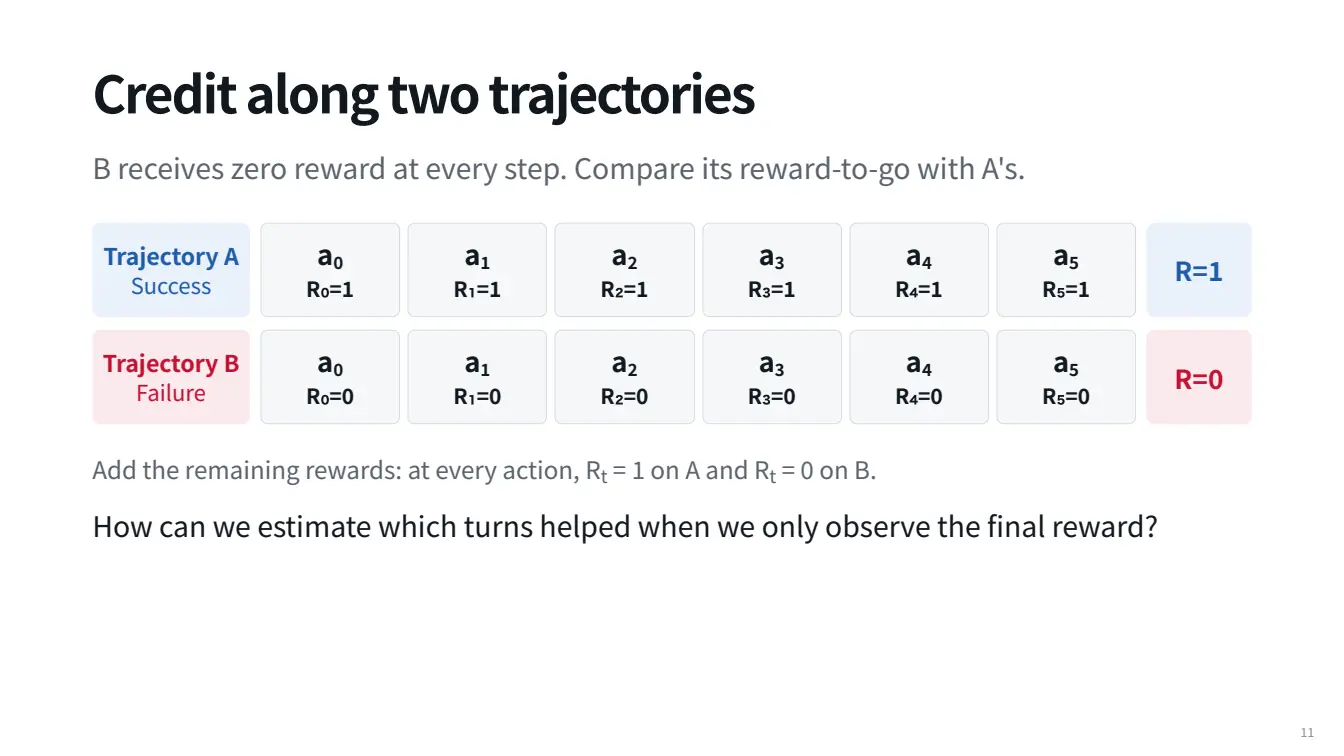 Credit along two trajectories
B receives zero reward at every step. Compare its reward-to-go with A's.
Trajectory A
Success
a₀
R₀=1
a₁
R₁=1
a₂
R₂=1
a₃
R₃=1
a₄
R₄=1
a₅
R₅=1
R=1
Trajectory B
Failure
a₀
R₀=0
a₁
R₁=0
a₂
R₂=0
a₃
R₃=0
a₄
R₄=0
a₅
R₅=0
R=0
Add the remaining rewards: at every action, Rₜ = 1 on A and Rₜ = 0 on B.
How can we estimate which turns helped when we only observe the final reward?
11